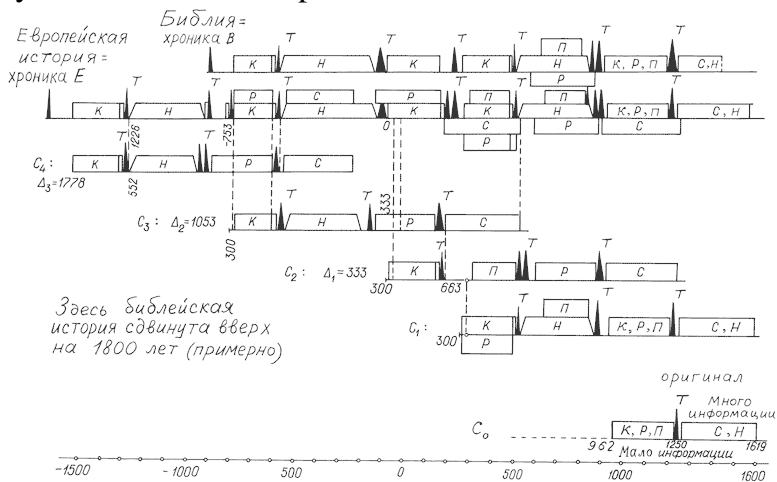 Библия=
хроника В
Европейская
история=
хроника Е
Т Т Т Т Т Т
К Н К К Н П Р К, Р, П С, Н
Т Т Т Т Т Т Т Т
К Н Р К С Н Р К П К С Р П Н Р К, Р, П С С, Н
1226 -753 0
С₄:
Δ₃=1778
Т Т Т
К Н Р С
552
333
С₃: Δ₂=1053
Т Т Т
К Н Р С
300
С₂: Δ₁=333
Т Т Т
К П Р С
300 663
Здесь библейская
история сдвинута вверх
на 1800 лет (примерно)
С₁:
300
Т Т Т
К Р П Н К, Р, П С, Н
оригинал
Т Много
информации
С₀
К, Р, П С, Н
962 1250 1619
Мало информации
-1500 -1000 500 0 500 1000 1600